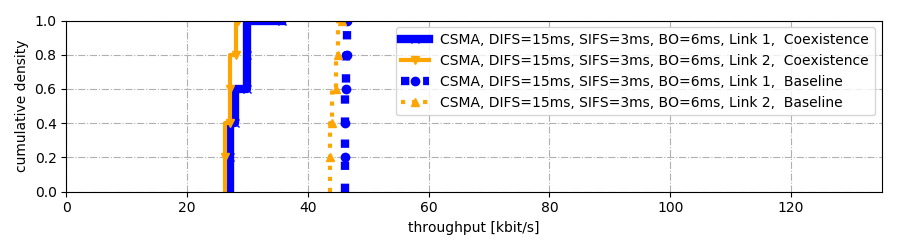 1.0
0.8
0.6
0.4
0.2
0.0
cumulative density
CSMA, DIFS=15ms, SIFS=3ms, BO=6ms, Link 1,  Coexistence
CSMA, DIFS=15ms, SIFS=3ms, BO=6ms, Link 2,  Coexistence
CSMA, DIFS=15ms, SIFS=3ms, BO=6ms, Link 1,  Baseline
CSMA, DIFS=15ms, SIFS=3ms, BO=6ms, Link 2,  Baseline
0 20 40 60 80 100 120
throughput [kbit/s]